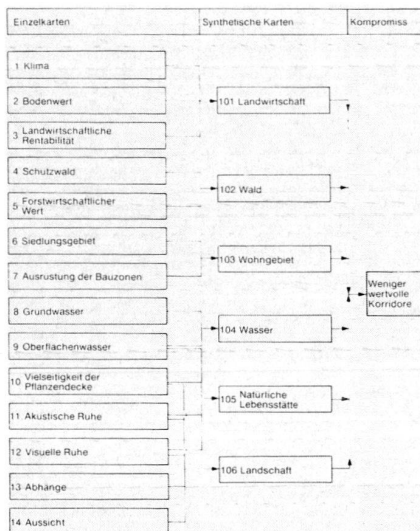 Einzelkarten
Synthetische Karten
Kompromiss
1 Klima
2 Bodenwert
3 Landwirtschaftliche
Rentabilität
4 Schutzwald
5 Forstwirtschaftlicher
Wert
6 Siedlungsgebiet
7 Ausrüstung der Bauzonen
8 Grundwasser
9 Oberflächenwasser
10 Vielseitigkeit der
Pflanzendecke
11 Akustische Ruhe
12 Visuelle Ruhe
13 Abhänge
14 Aussicht
101 Landwirtschaft
102 Wald
103 Wohngebiet
104 Wasser
105 Natürliche
Lebensstätte
106 Landschaft
Weniger
wertvolle
Korridore